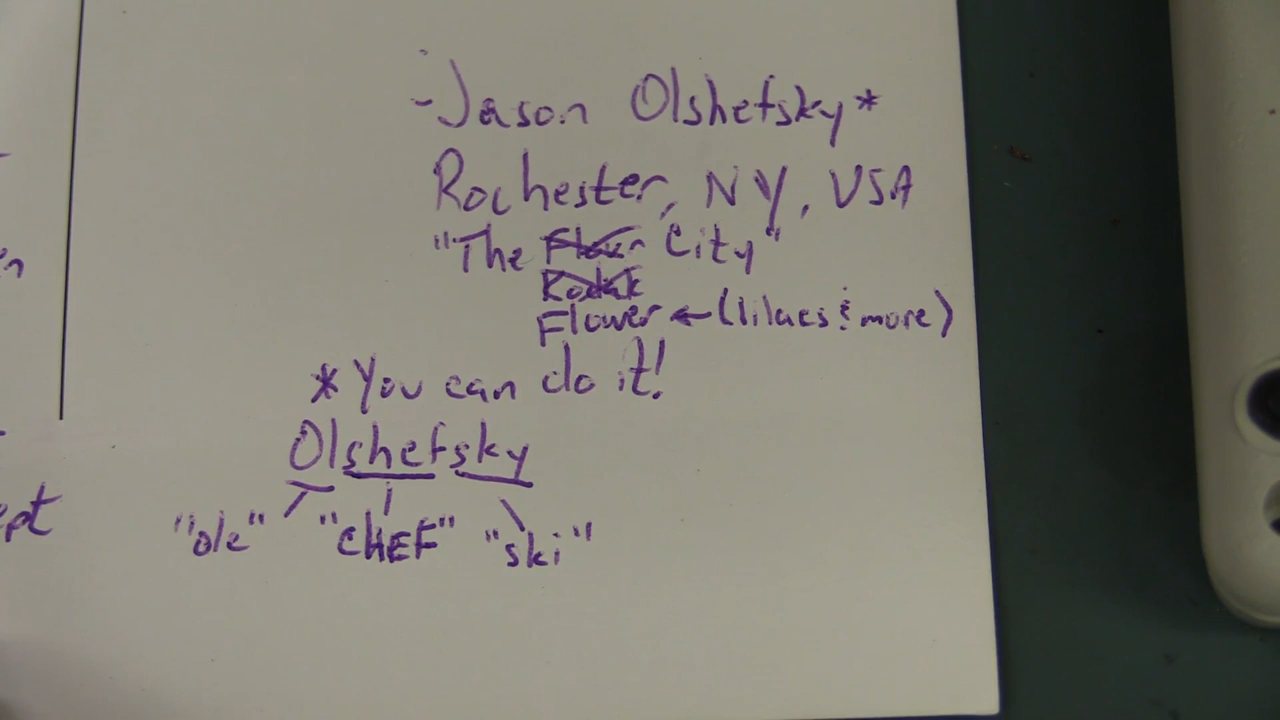 -Jason Olshefsky*
Rochester, NY, USA
"The Flour City"
Kodak
Flower ← (lilacs & more)
*You can do it!
Olshefsky
"ole" "CHEF" "ski"